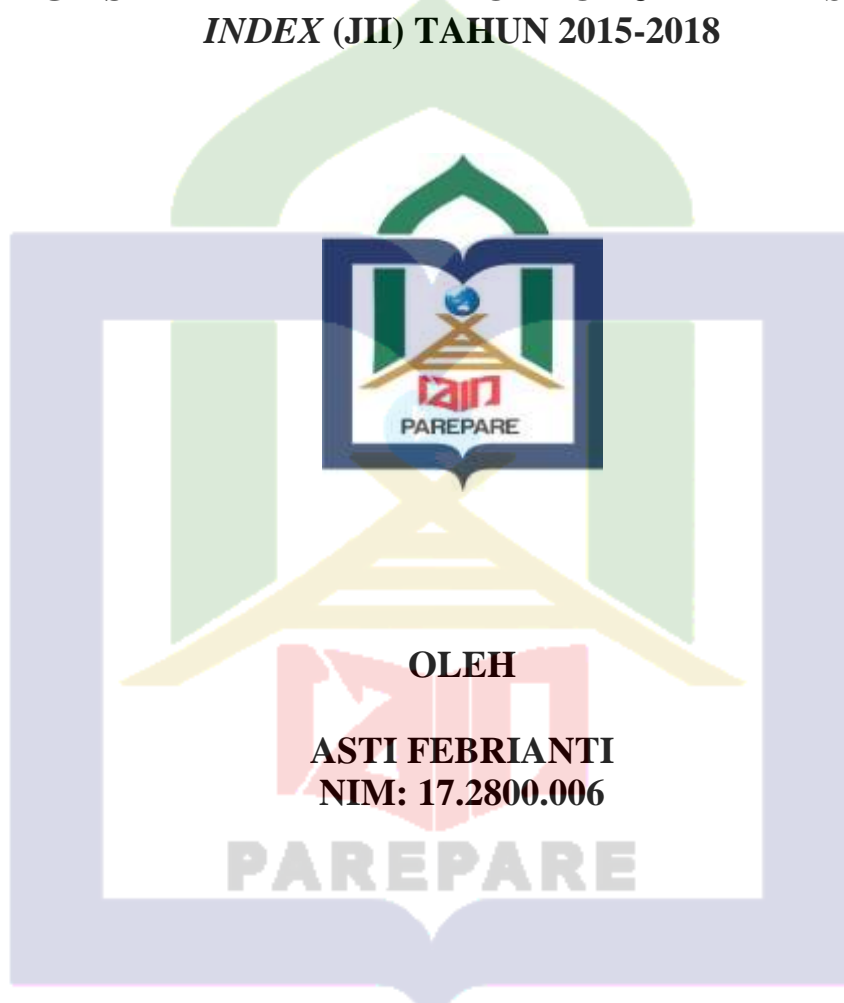 INDEX (JII) TAHUN 2015-2018
PAREPARE
OLEH
ASTI FEBRIANTI
NIM: 17.2800.006
PAREPARE